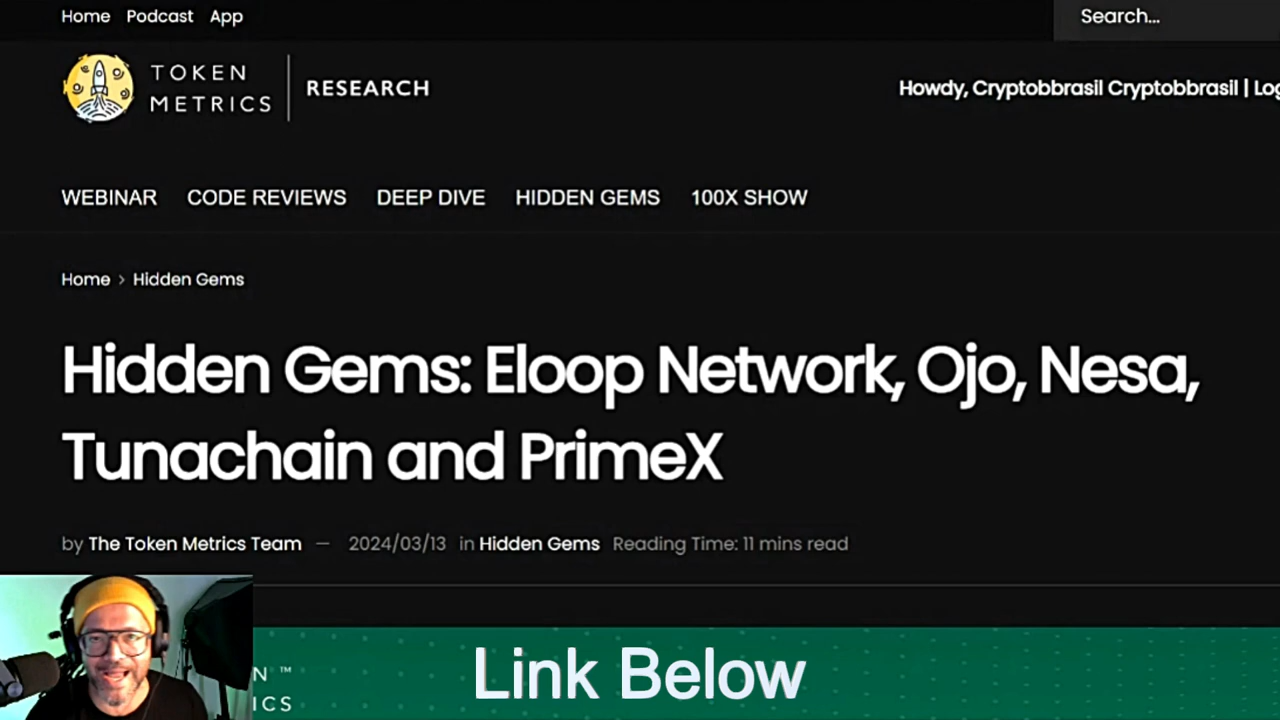 Home Podcast App
Search...
TOKEN
METRICS
RESEARCH
Howdy, Cryptobbrasil Cryptobbrasil |
WEBINAR CODE REVIEWS DEEP DIVE HIDDEN GEMS 100X SHOW
Home > Hidden Gems
Hidden Gems: Eloop Network, Ojo, Nesa,
Tunachain and PrimeX
by The Token Metrics Team — 2024/03/13 in Hidden Gems Reading Time: 11 mins read
Link Below